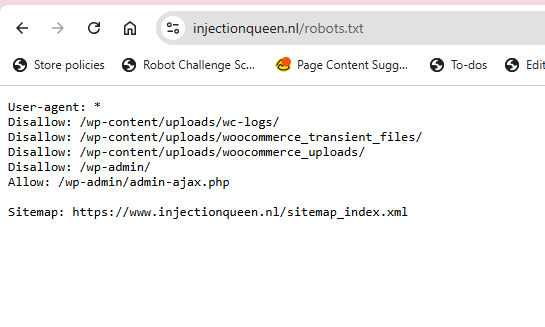 injectionqueen.nl/robots.txt
Store policies Robot Challenge Sc... Page Content Sugg... To-dos Edit
User-agent: *
Disallow: /wp-content/uploads/wc-logs/
Disallow: /wp-content/uploads/woocommerce_transient_files/
Disallow: /wp-content/uploads/woocommerce_uploads/
Disallow: /wp-admin/
Allow: /wp-admin/admin-ajax.php
Sitemap: https://www.injectionqueen.nl/sitemap_index.xml